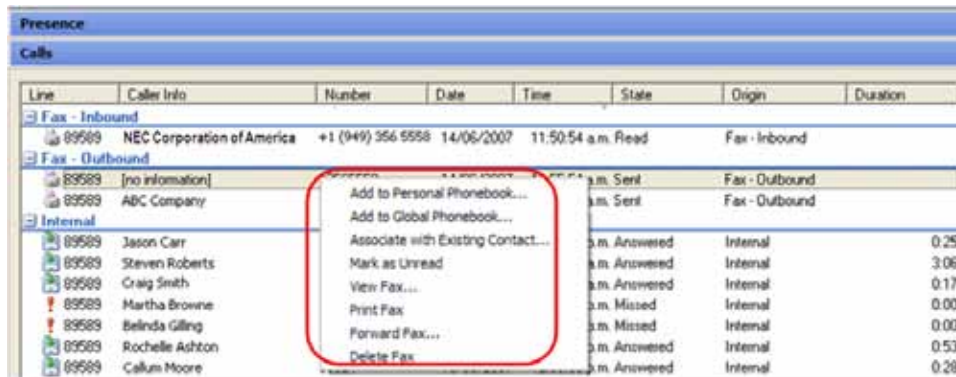 Presence
Calls
Line Caller Info Number Date Time State Origin Duration
Fax - Inbound
89589 NEC Corporation of America +1 (949) 356 5558 14/06/2007 11:50:54 a.m. Read Fax - Inbound
Fax - Outbound
89589 [no information] a.m. Sent Fax - Outbound
89589 ABC Company a.m. Sent Fax - Outbound
Internal
89589 Jason Carr p.m. Answered Internal 0:25
89589 Steven Roberts a.m. Answered Internal 3:06
89589 Craig Smith a.m. Answered Internal 0:17
89589 Martha Browne a.m. Missed Internal 0:00
89589 Belinda Gilling p.m. Missed Internal 0:00
89589 Rochelle Ashton p.m. Answered Internal 0:53
89589 Callum Moore p.m. Answered Internal 0:28
Add to Personal Phonebook...
Add to Global Phonebook...
Associate with Existing Contact...
Mark as Unread
View Fax...
Print Fax
Forward Fax...
Delete Fax